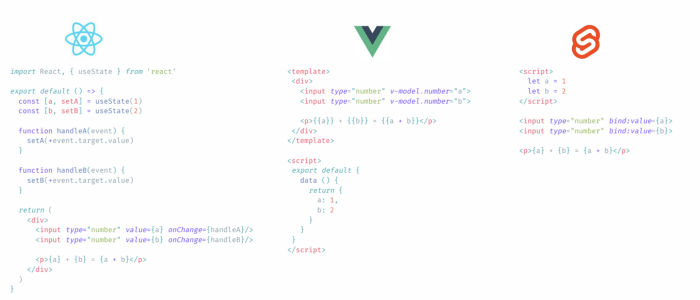 import React, { useState } from 'react'
export default () => {
const [a, setA] = useState(1)
const [b, setB] = useState(2)
function handleA(event) {
setA(+event.target.value)
}
function handleB(event) {
setB(+event.target.value)
}
return (
<div>
<input type="number" value={a} onChange={handleA}/>
<input type="number" value={b} onChange={handleB}/>
<p>{a} + {b} = {a + b}</p>
</div>
)
}
<template>
<div>
<input type="number" v-model.number="a">
<input type="number" v-model.number="b">
<p>{{a}} + {{b}} = {{a + b}}</p>
</div>
</template>
<script>
export default {
data () {
return {
a: 1,
b: 2
}
}
}
</script>
<script>
let a = 1
let b = 2
</script>
<input type="number" bind:value={a}>
<input type="number" bind:value={b}>
<p>{a} + {b} = {a + b}</p>